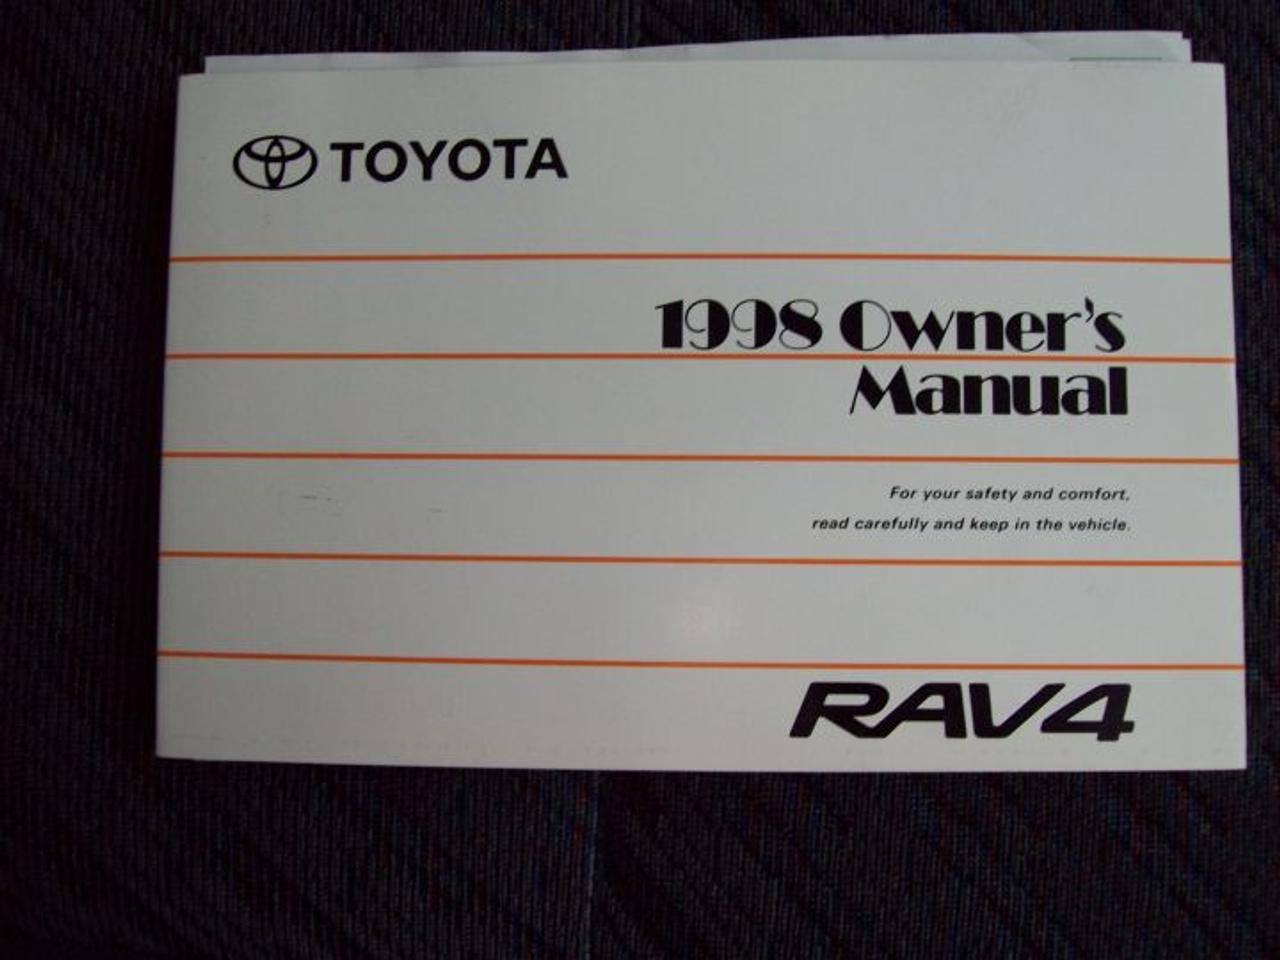 TOYOTA
1998 Owner's
Manual
For your safety and comfort,
read carefully and keep in the vehicle.
RAV4